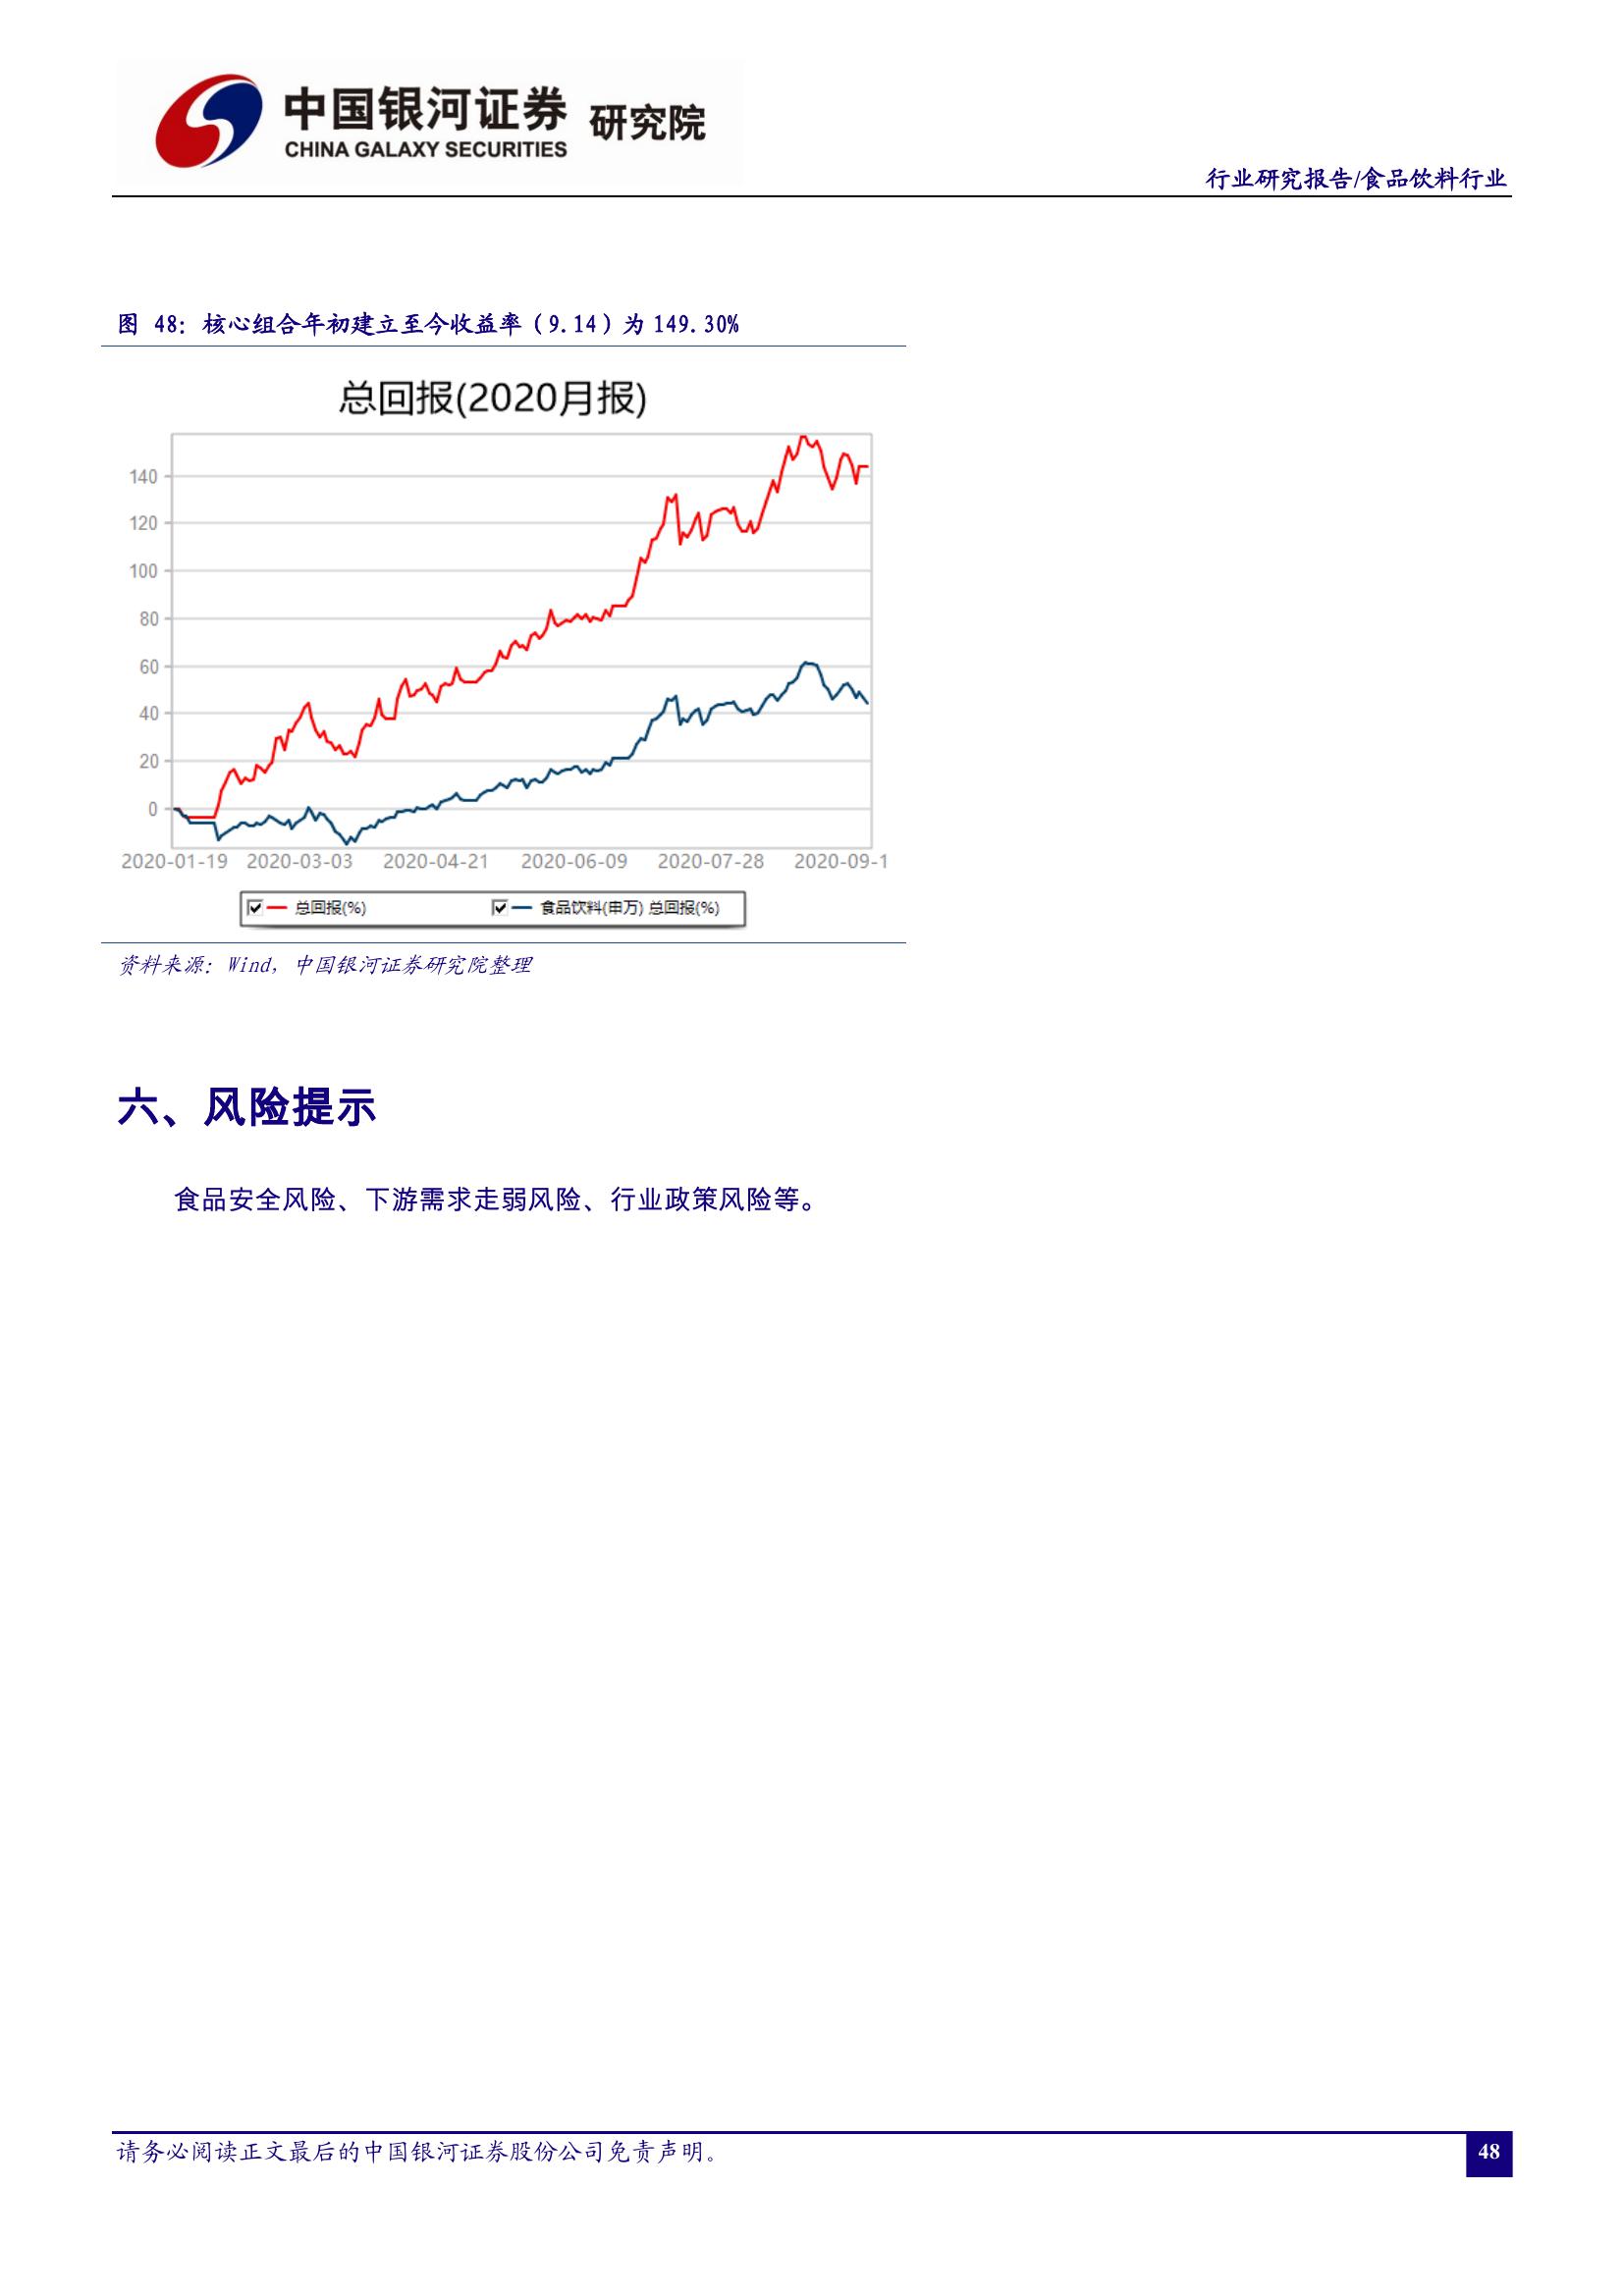 中国银河证券 研究院
CHINA GALAXY SECURITIES
行业研究报告/食品饮料行业
图 48：核心组合年初建立至今收益率（9.14）为 149.30%
总回报(2020月报)
140
120
100
80
60
40
20
0
2020-01-19 2020-03-03 2020-04-21 2020-06-09 2020-07-28 2020-09-1
总回报(%) 食品饮料(申万) 总回报(%)
资料来源：Wind，中国银河证券研究院整理
六、风险提示
食品安全风险、下游需求走弱风险、行业政策风险等。
请务必阅读正文最后的中国银河证券股份公司免责声明。
48